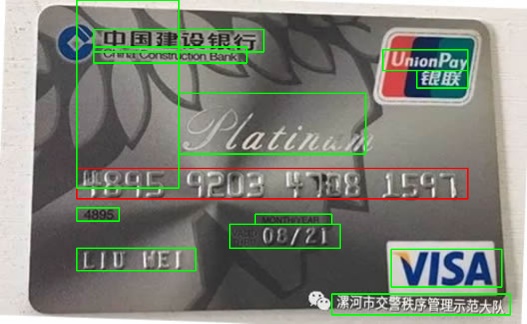 中国建设银行
China Construction Bank
UnionPay
银联
Platinum
4895 9203 1597
4895
MONTH/YEAR
08/21
LIU WEI
VISA
漯河市交警秩序管理示范大队